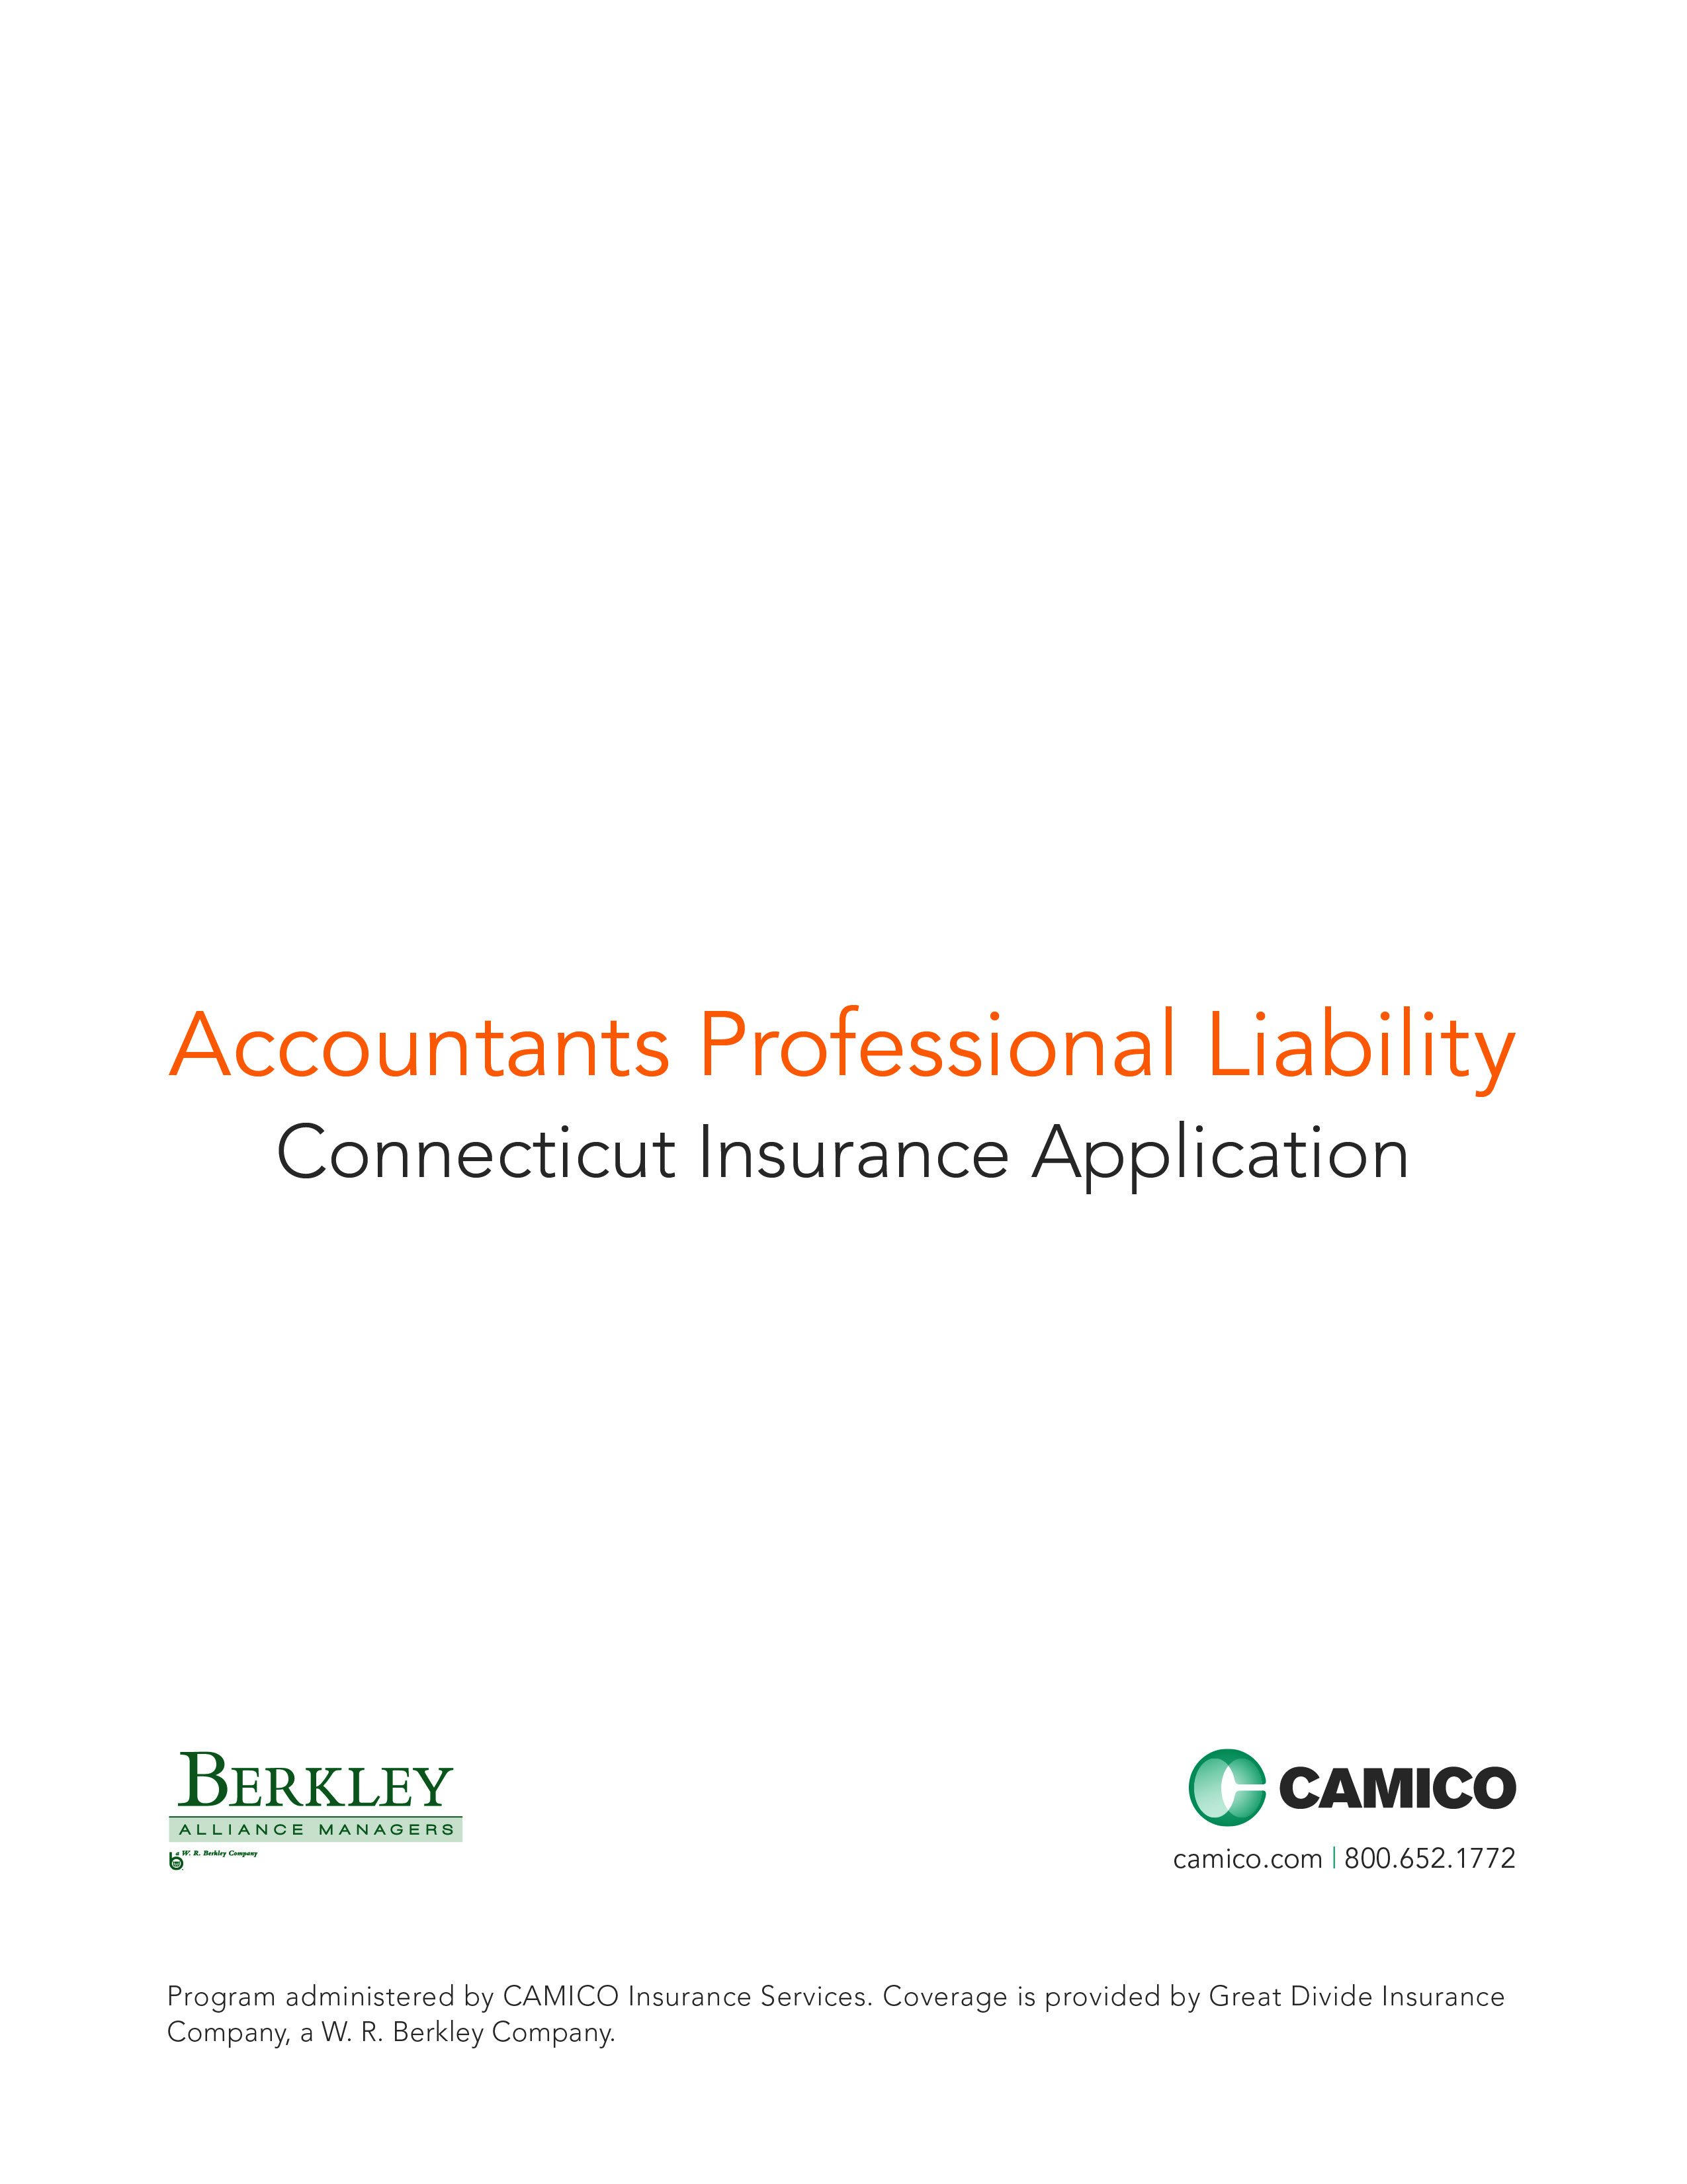 Accountants Professional Liability
Connecticut Insurance Application
BERKLEY
ALLIANCE MANAGERS
a W. R. Berkley Company
CAMICO
camico.com | 800.652.1772
Program administered by CAMICO Insurance Services. Coverage is provided by Great Divide Insurance
Company, a W. R. Berkley Company.